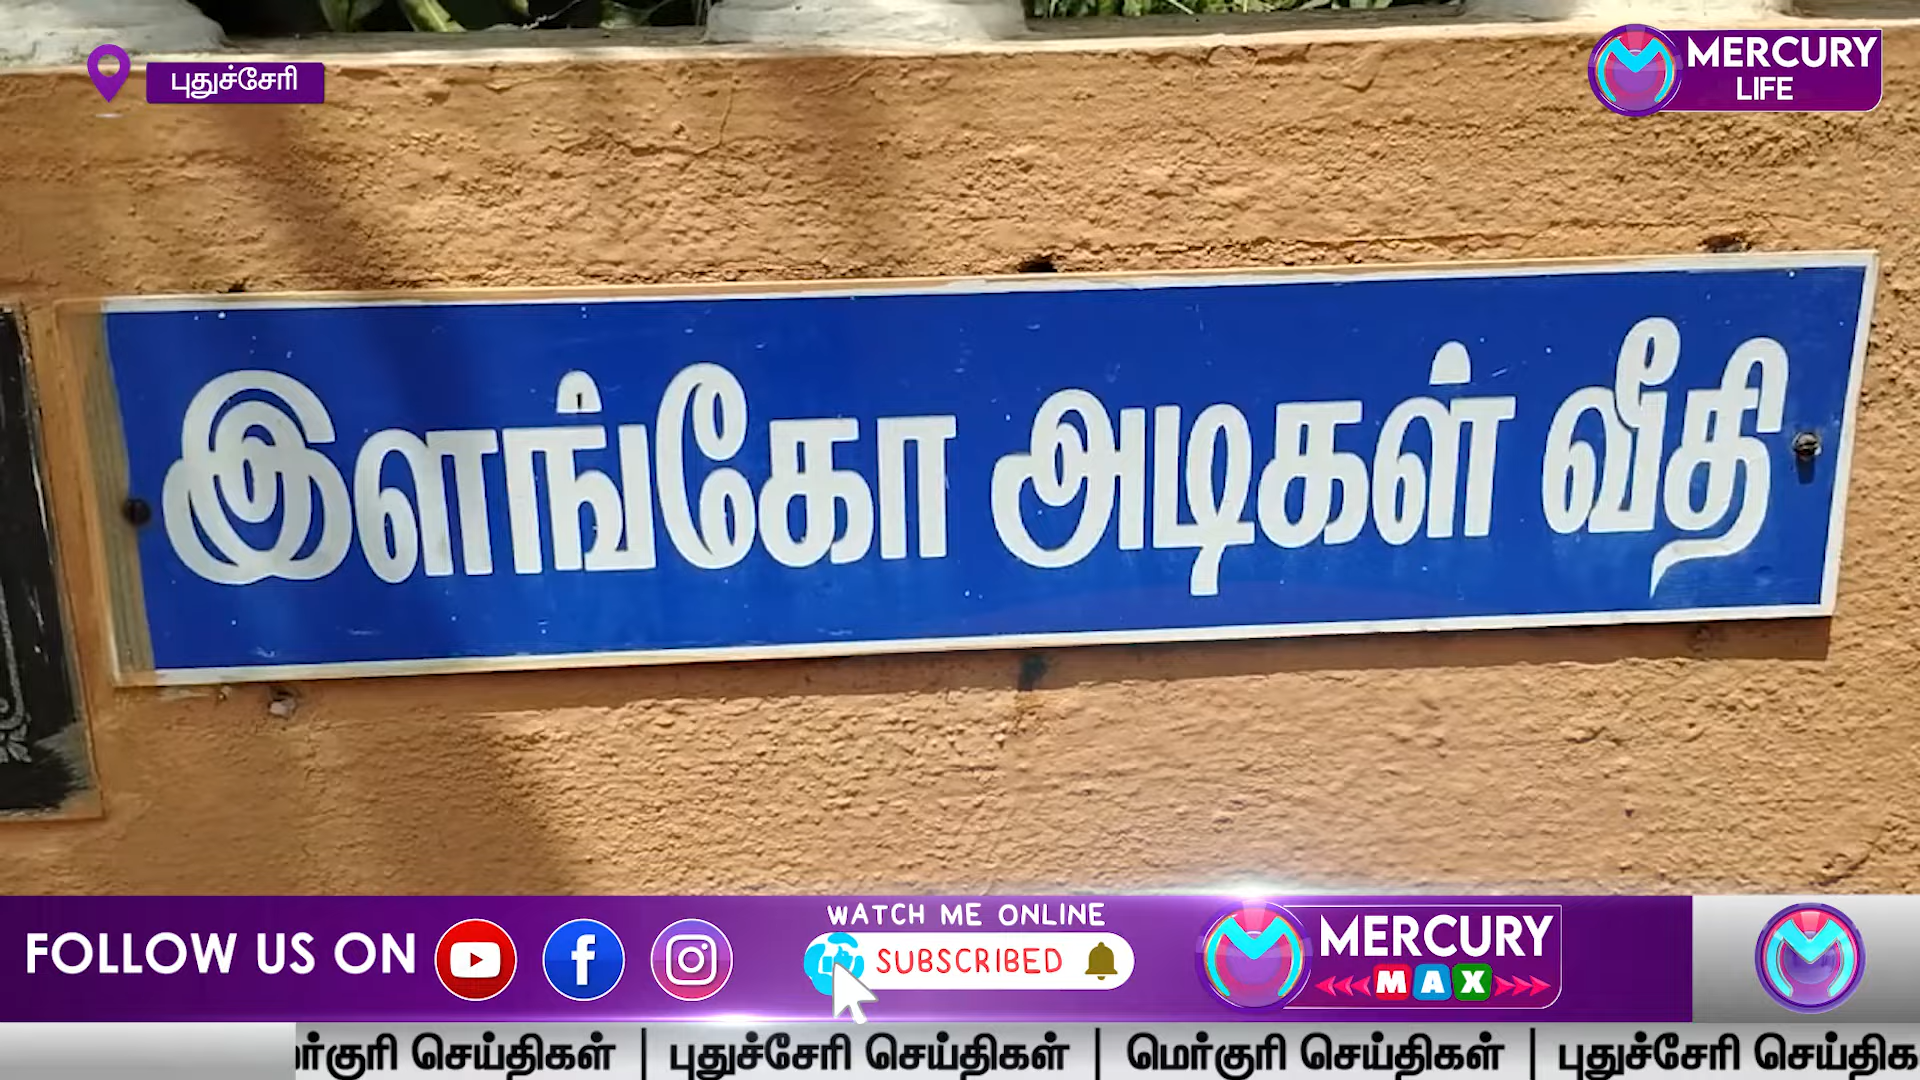 புதுச்சேரி
MERCURY
LIFE
இளங்கோ அடிகள் வீதி
FOLLOW US ON
WATCH ME ONLINE
SUBSCRIBED
MERCURY
MAX
செய்திகள் | புதுச்சேரி செய்திகள் | மெர்குரி செய்திகள் | புதுச்சேரி